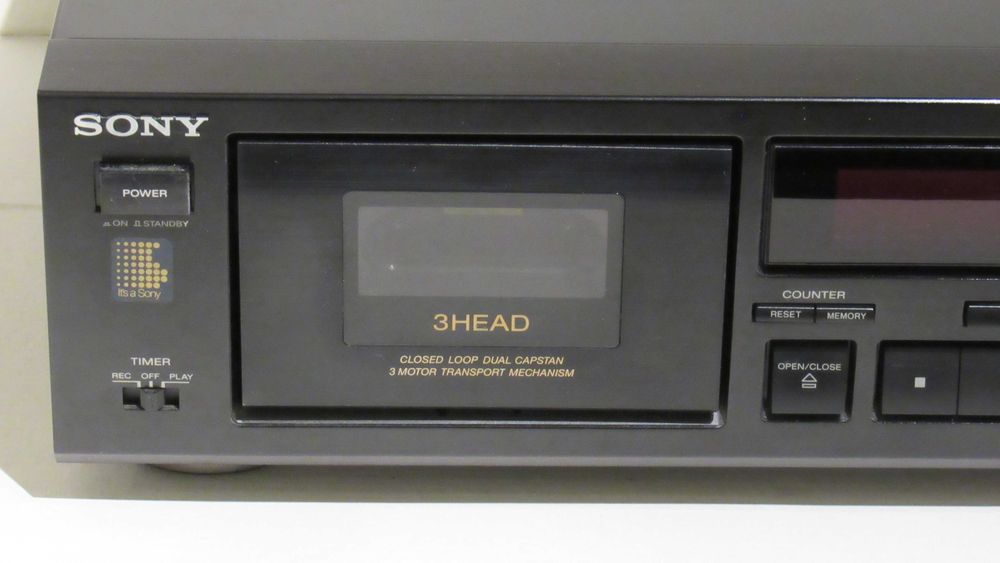 SONY
POWER
ON STANDBY
It's a Sony
TIMER
REC OFF PLAY
3HEAD
CLOSED LOOP DUAL CAPSTAN
3 MOTOR TRANSPORT MECHANISM
COUNTER
RESET MEMORY
OPEN/CLOSE